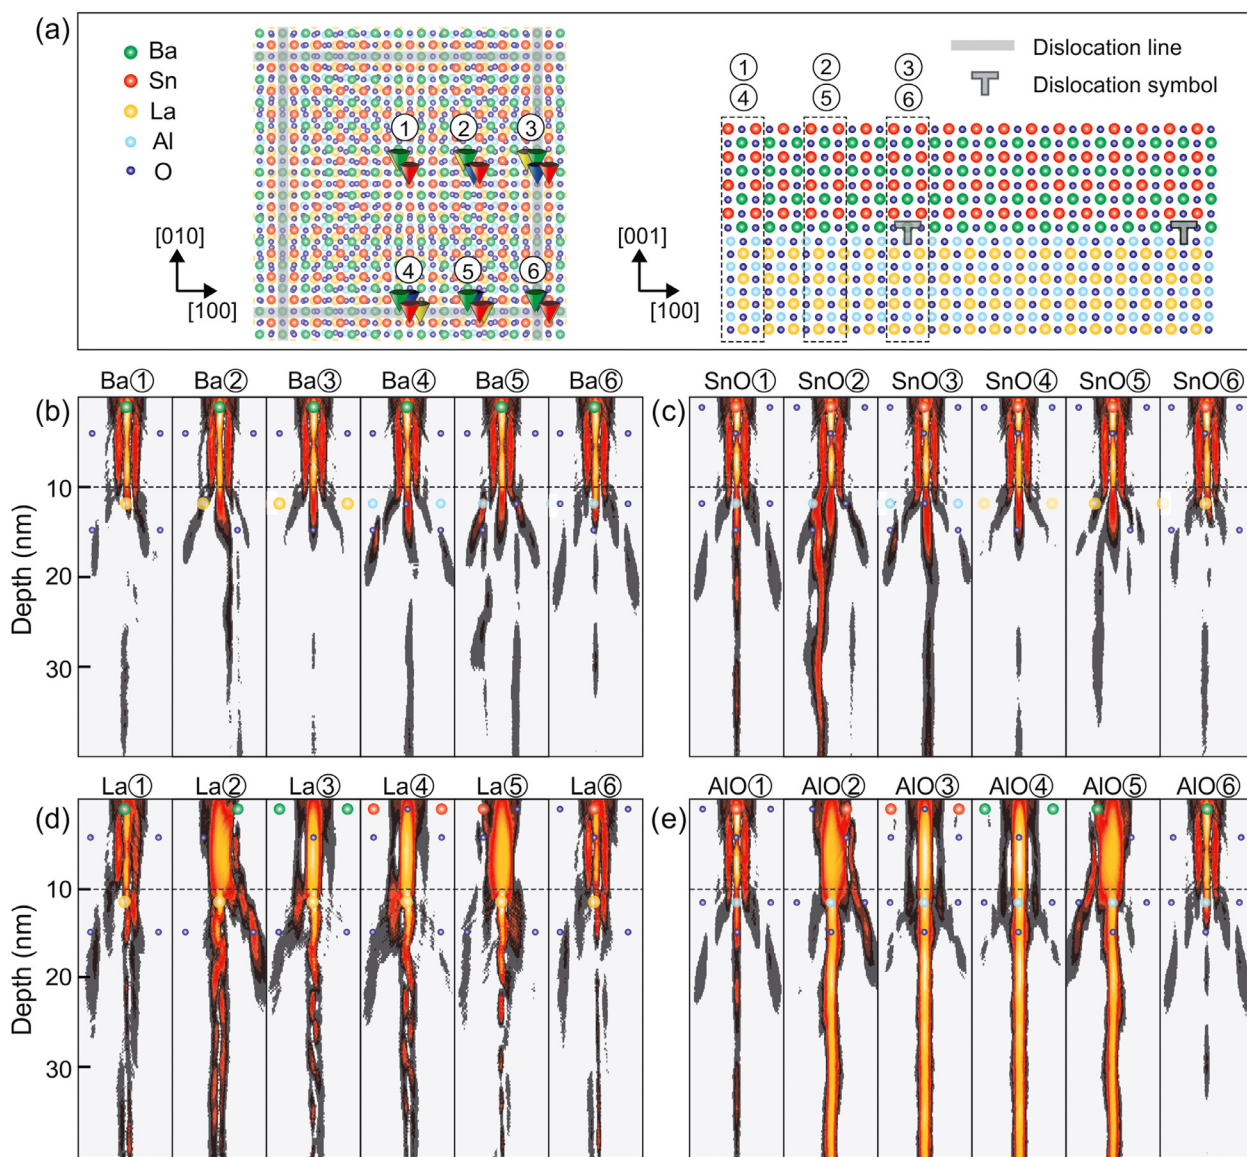 (a)
Ba
Sn
La
Al
O
[010]
[100]
① ② ③
④ ⑤ ⑥
① ② ③
④ ⑤ ⑥
Dislocation line
Dislocation symbol
[001]
[100]
(b)
Ba① Ba② Ba③ Ba④ Ba⑤ Ba⑥
(c)
SnO① SnO② SnO③ SnO④ SnO⑤ SnO⑥
Depth (nm)
10
20
30
(d)
La① La② La③ La④ La⑤ La⑥
(e)
AlO① AlO② AlO③ AlO④ AlO⑤ AlO⑥
Depth (nm)
10
20
30